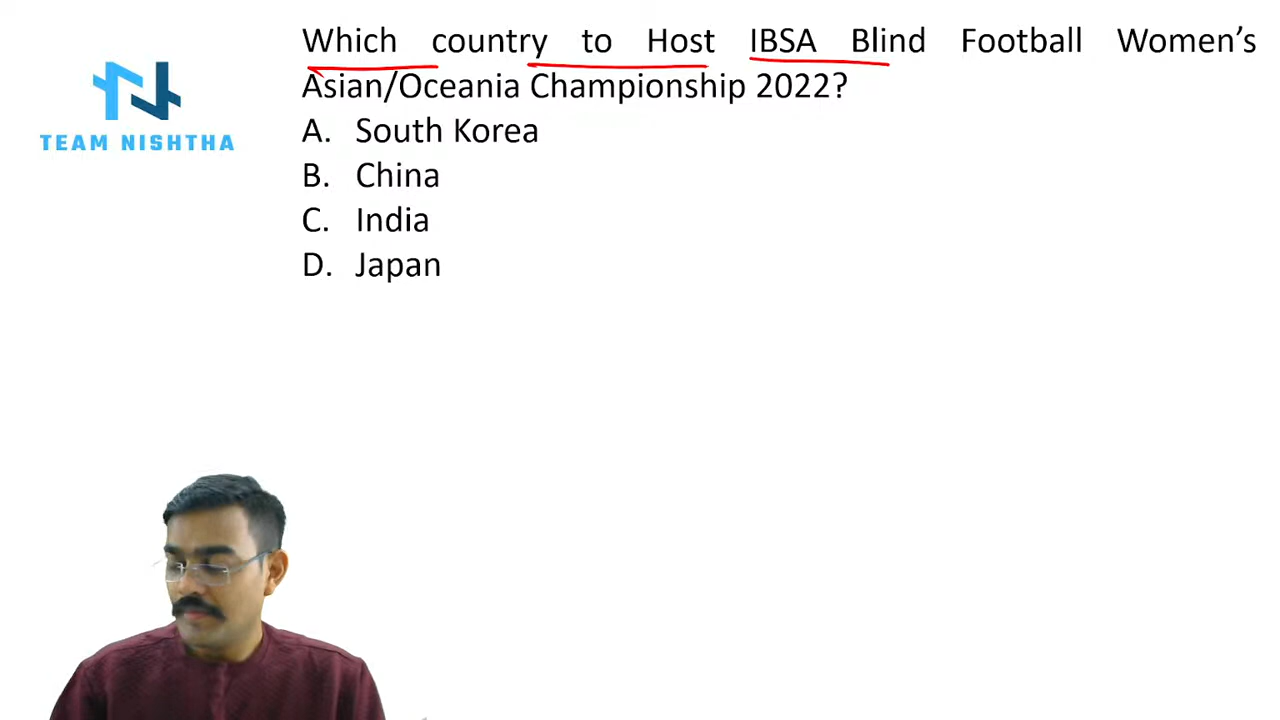 Which country to Host IBSA Blind Football Women’s
Asian/Oceania Championship 2022?
TEAM NISHTHA
A. South Korea
B. China
C. India
D. Japan